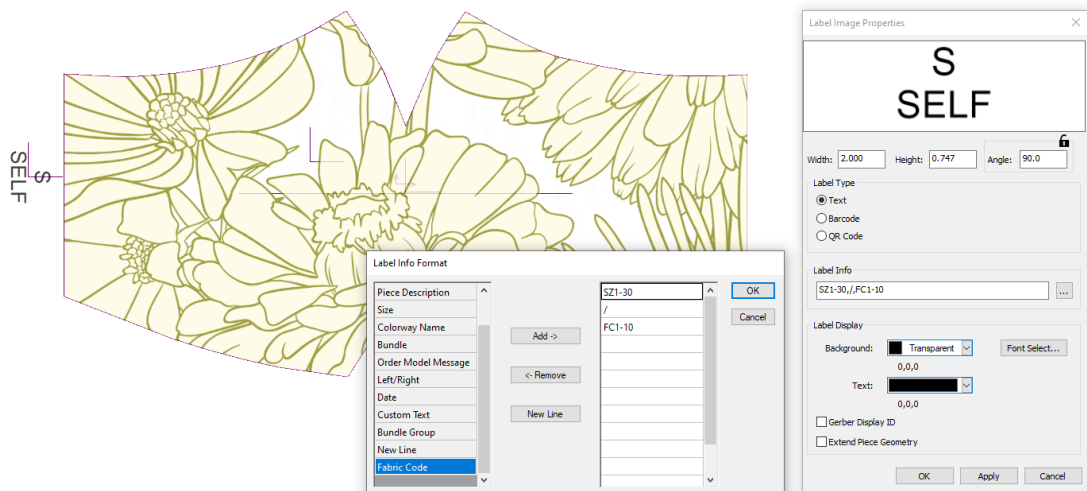 S
SELF
Label Info Format
Piece Description
Size
Colorway Name
Bundle
Order Model Message
Left/Right
Date
Custom Text
Bundle Group
New Line
Fabric Code
Add ->
<- Remove
New Line
SZ1-30
/
FC1-10
OK
Cancel
Label Image Properties
S
SELF
Width: 2.000 Height: 0.747 Angle: 90.0
Label Type
Text
Barcode
QR Code
Label Info
SZ1-30,/,FC1-10
...
Label Display
Background: Transparent Font Select...
0,0,0
Text:
0,0,0
Gerber Display ID
Extend Piece Geometry
OK Apply Cancel